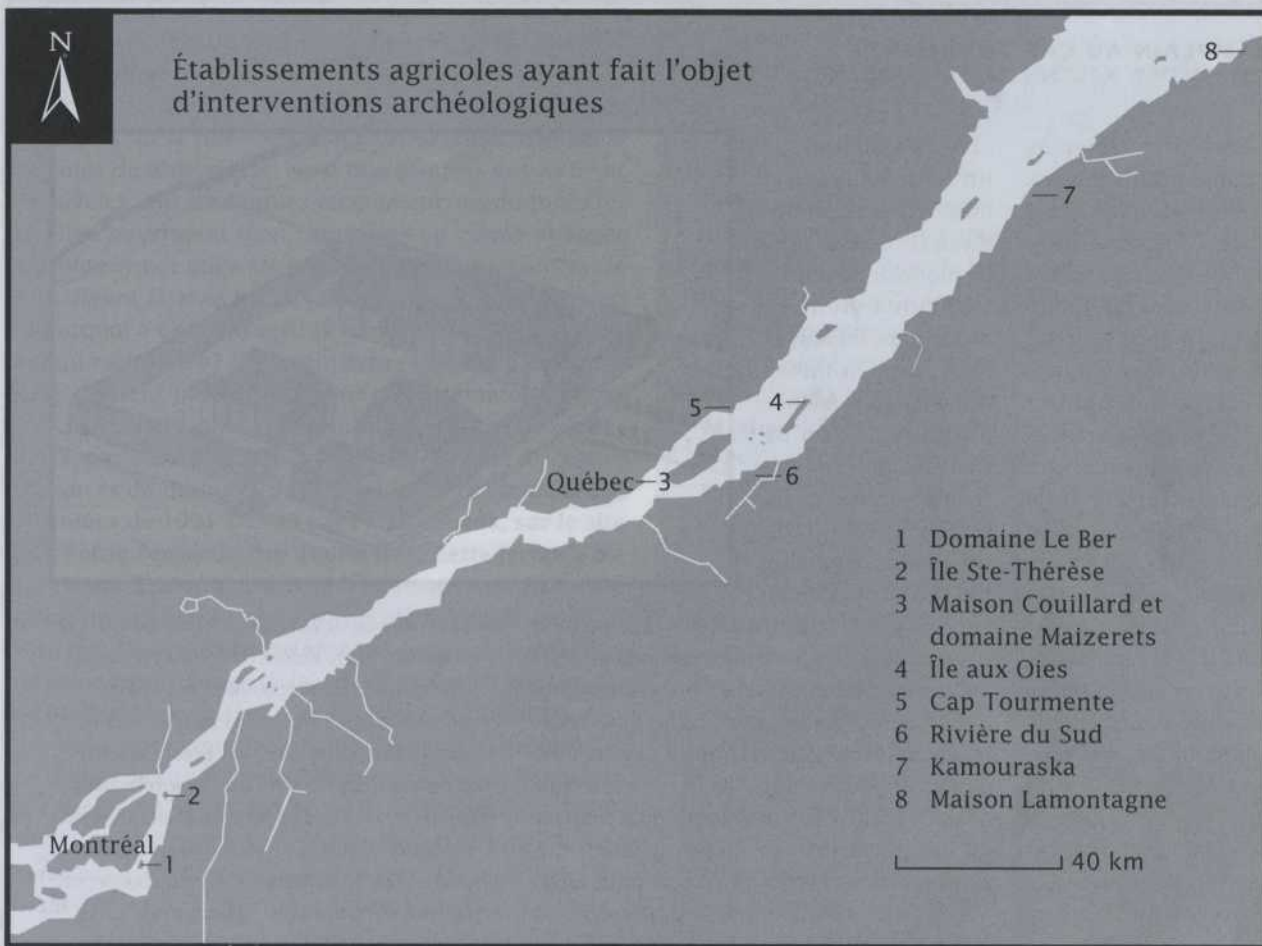 N
Établissements agricoles ayant fait l'objet
d'interventions archéologiques
8
7
5
4
Québec 3
6
2
Montréal
1
1 Domaine Le Ber
2 Île Ste-Thérèse
3 Maison Couillard et
domaine Maizerets
4 Île aux Oies
5 Cap Tourmente
6 Rivière du Sud
7 Kamouraska
8 Maison Lamontagne
40 km